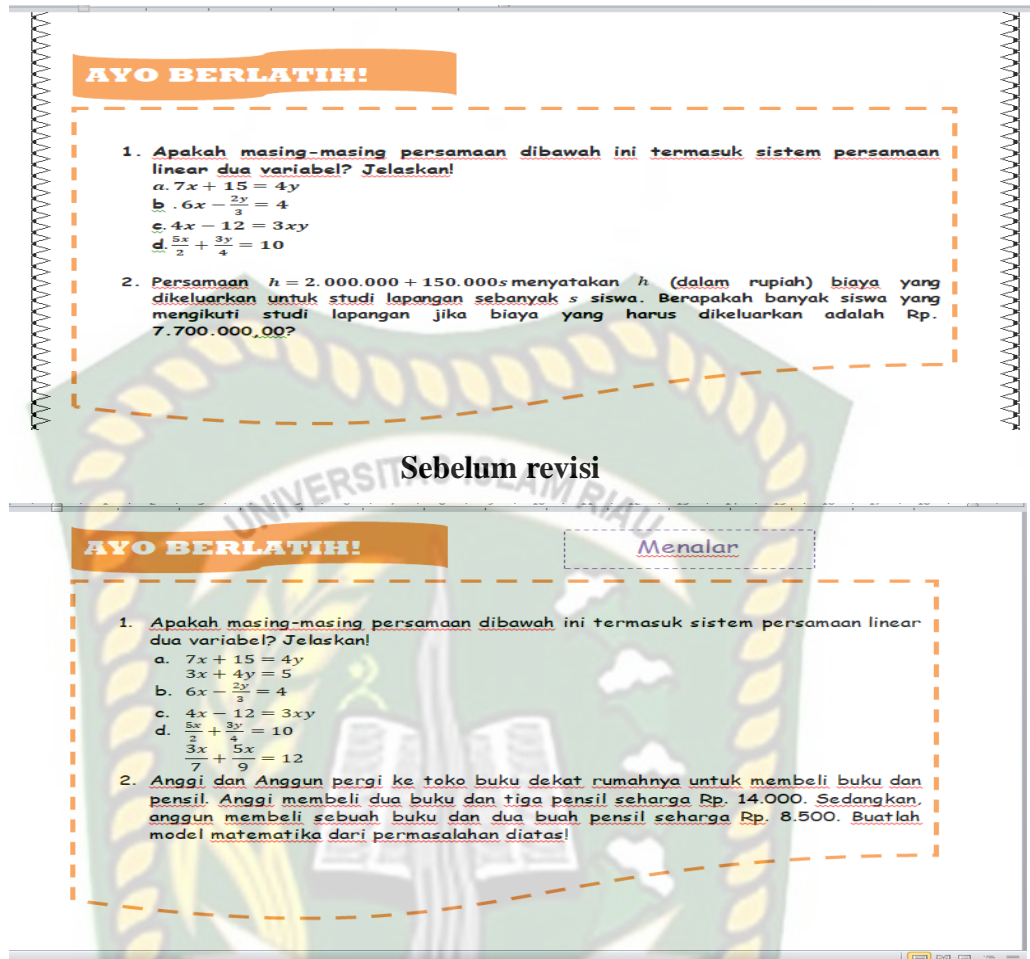 AYO BERLATIH!
1. Apakah masing-masing persamaan dibawah ini termasuk sistem persamaan
linear dua variabel? Jelaskan!
a. 7x + 15 = 4y
b . 6x − 2y/3 = 4
c. 4x − 12 = 3xy
d. 5x/2 + 3y/4 = 10
2. Persamaan h = 2.000.000 + 150.000s menyatakan h (dalam rupiah) biaya yang
dikeluarkan untuk studi lapangan sebanyak s siswa. Berapakah banyak siswa yang
mengikuti studi lapangan jika biaya yang harus dikeluarkan adalah Rp.
7.700.000,00?
Sebelum revisi
UNIVERSITAS ISLAM RIAU
AYO BERLATIH!
Menalar
1. Apakah masing-masing persamaan dibawah ini termasuk sistem persamaan linear
dua variabel? Jelaskan!
a. 7x + 15 = 4y
3x + 4y = 5
b. 6x − 2y/3 = 4
c. 4x − 12 = 3xy
d. 5x/2 + 3y/4 = 10
3x/7 + 5x/9 = 12
2. Anggi dan Anggun pergi ke toko buku dekat rumahnya untuk membeli buku dan
pensil. Anggi membeli dua buku dan tiga pensil seharga Rp. 14.000. Sedangkan,
anggun membeli sebuah buku dan dua buah pensil seharga Rp. 8.500. Buatlah
model matematika dari permasalahan diatas!